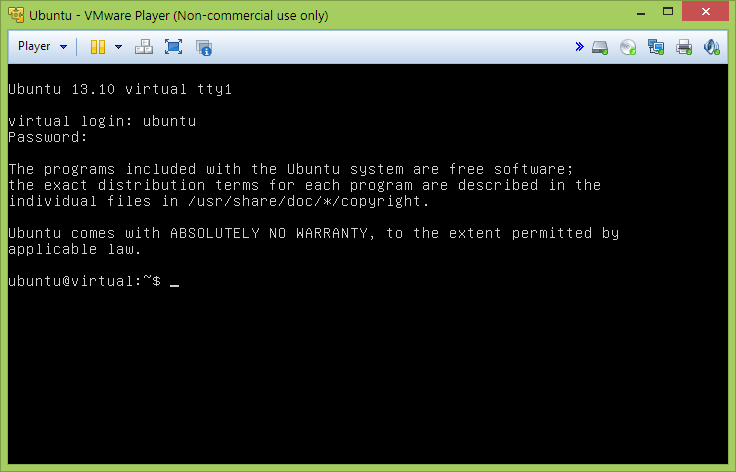 Ubuntu - VMware Player (Non-commercial use only)
Player
Ubuntu 13.10 virtual tty1
virtual login: ubuntu
Password:
The programs included with the Ubuntu system are free software;
the exact distribution terms for each program are described in the
individual files in /usr/share/doc/*/copyright.
Ubuntu comes with ABSOLUTELY NO WARRANTY, to the extent permitted by
applicable law.
ubuntu@virtual:~$ _